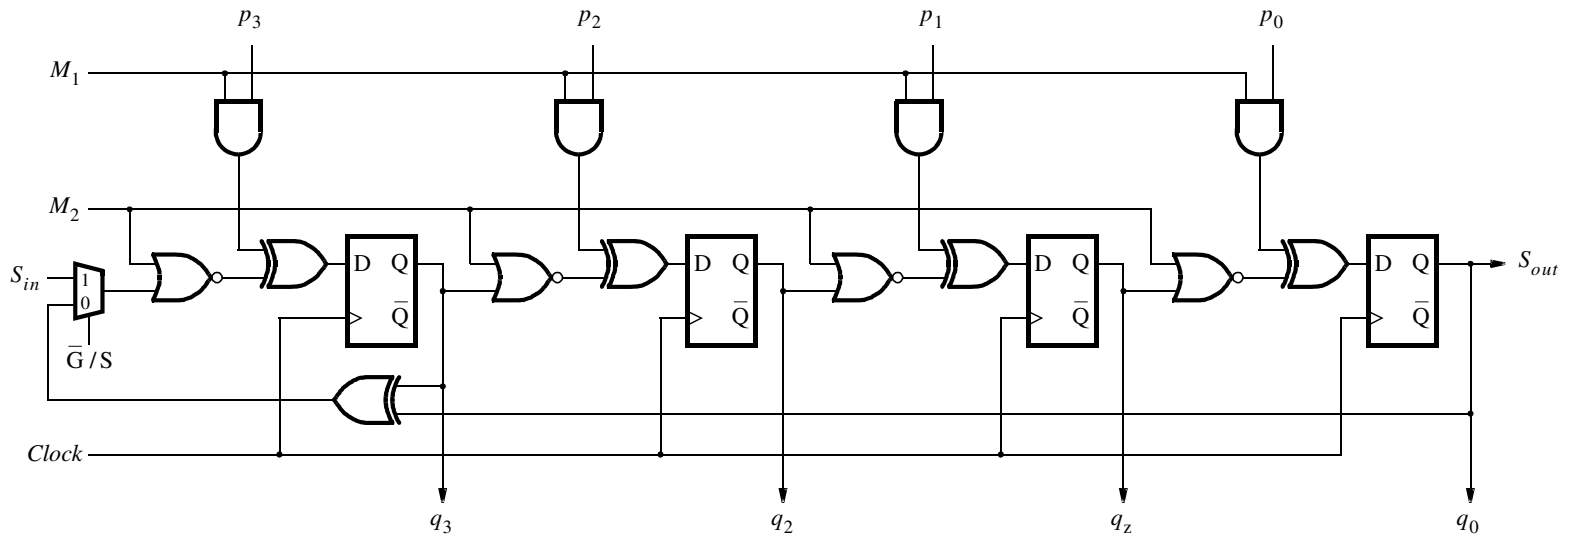 p3 p2 p1 p0
M1
M2
Sin 1 D Q D Q D Q D Q Sout
0 Q̅ Q̅ Q̅ Q̅
G̅/S
Clock
q3 q2 qz q0